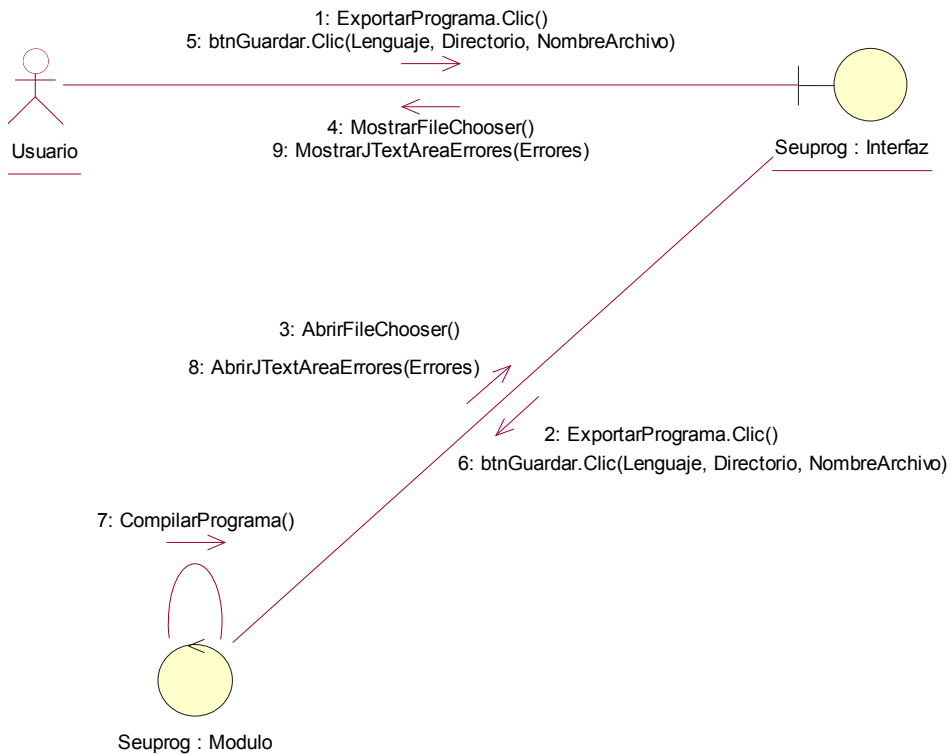 1: ExportarPrograma.Clic()
5: btnGuardar.Clic(Lenguaje, Directorio, NombreArchivo)
4: MostrarFileChooser()
9: MostrarJTextAreaErrores(Errores)
Usuario
Seuprog : Interfaz
3: AbrirFileChooser()
8: AbrirJTextAreaErrores(Errores)
2: ExportarPrograma.Clic()
6: btnGuardar.Clic(Lenguaje, Directorio, NombreArchivo)
7: CompilarPrograma()
Seuprog : Modulo